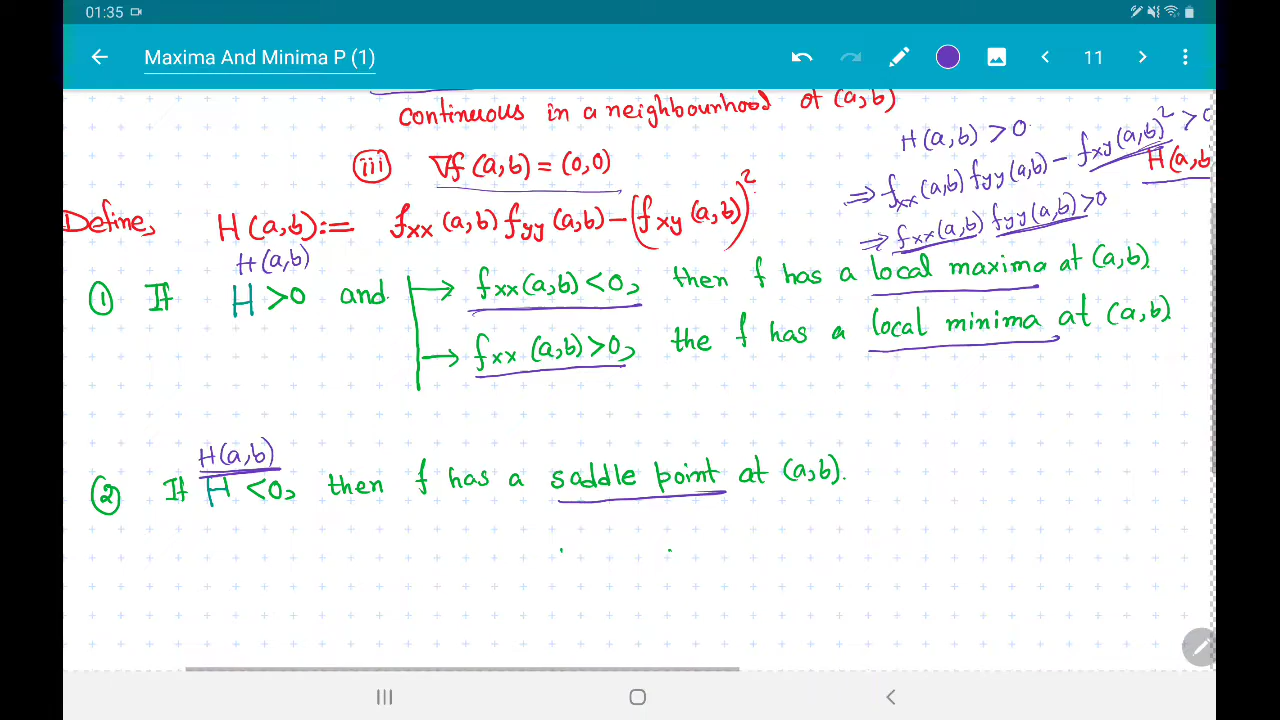 01:35
Maxima And Minima P (1)
11
continuous in a neighbourhood of (a,b)
(iii) ∇f (a,b) = (0,0)
H(a,b) > 0
⇒ fxx (a,b) fyy (a,b) − fxy (a,b)² > 0
⇒ fxx (a,b) fyy (a,b) > 0
H(a,b
Define, H(a,b) := fxx (a,b) fyy (a,b) − (fxy (a,b))²
H(a,b)
① If H > 0 and → fxx (a,b) < 0, then f has a local maxima at (a,b)
→ fxx (a,b) > 0, the f has a local minima at (a,b)
H(a,b)
② If H < 0, then f has a saddle point at (a,b).